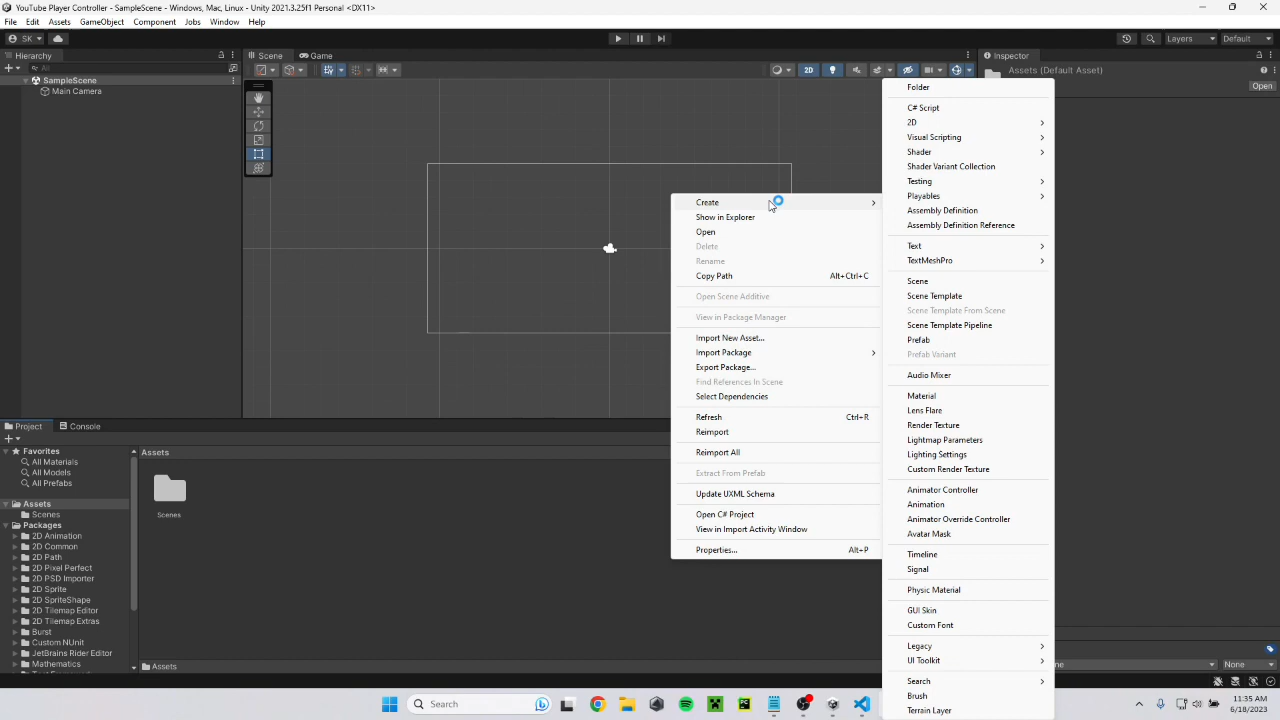 YouTube Player Controller - SampleScene - Windows, Mac, Linux - Unity 2021.3.25f1 Personal <DX11>
File Edit Assets GameObject Component Jobs Window Help
SK Layers Default
Hierarchy
All
SampleScene
Main Camera
Scene Game
2D
Inspector
Assets (Default Asset)
Open
Create
Show in Explorer
Open
Delete
Rename
Copy Path Alt+Ctrl+C
Open Scene Additive
View in Package Manager
Import New Asset...
Import Package
Export Package...
Find References In Scene
Select Dependencies
Refresh Ctrl+R
Reimport
Reimport All
Extract From Prefab
Update UXML Schema
Open C# Project
View in Import Activity Window
Properties... Alt+P
Folder
C# Script
2D
Visual Scripting
Shader
Shader Variant Collection
Testing
Playables
Assembly Definition
Assembly Definition Reference
Text
TextMeshPro
Scene
Scene Template
Scene Template From Scene
Scene Template Pipeline
Prefab
Prefab Variant
Audio Mixer
Material
Lens Flare
Render Texture
Lightmap Parameters
Lighting Settings
Custom Render Texture
Animator Controller
Animation
Animator Override Controller
Avatar Mask
Timeline
Signal
Physic Material
GUI Skin
Custom Font
Legacy
UI Toolkit
Search
Brush
Terrain Layer
Project Console
Favorites
All Materials
All Models
All Prefabs
Assets
Scenes
Packages
2D Animation
2D Common
2D Path
2D Pixel Perfect
2D PSD Importer
2D Sprite
2D SpriteShape
2D Tilemap Editor
2D Tilemap Extras
Burst
Custom NUnit
JetBrains Rider Editor
Mathematics
Assets
Scenes
Assets
None
Search
PC
11:35 AM
6/18/2023